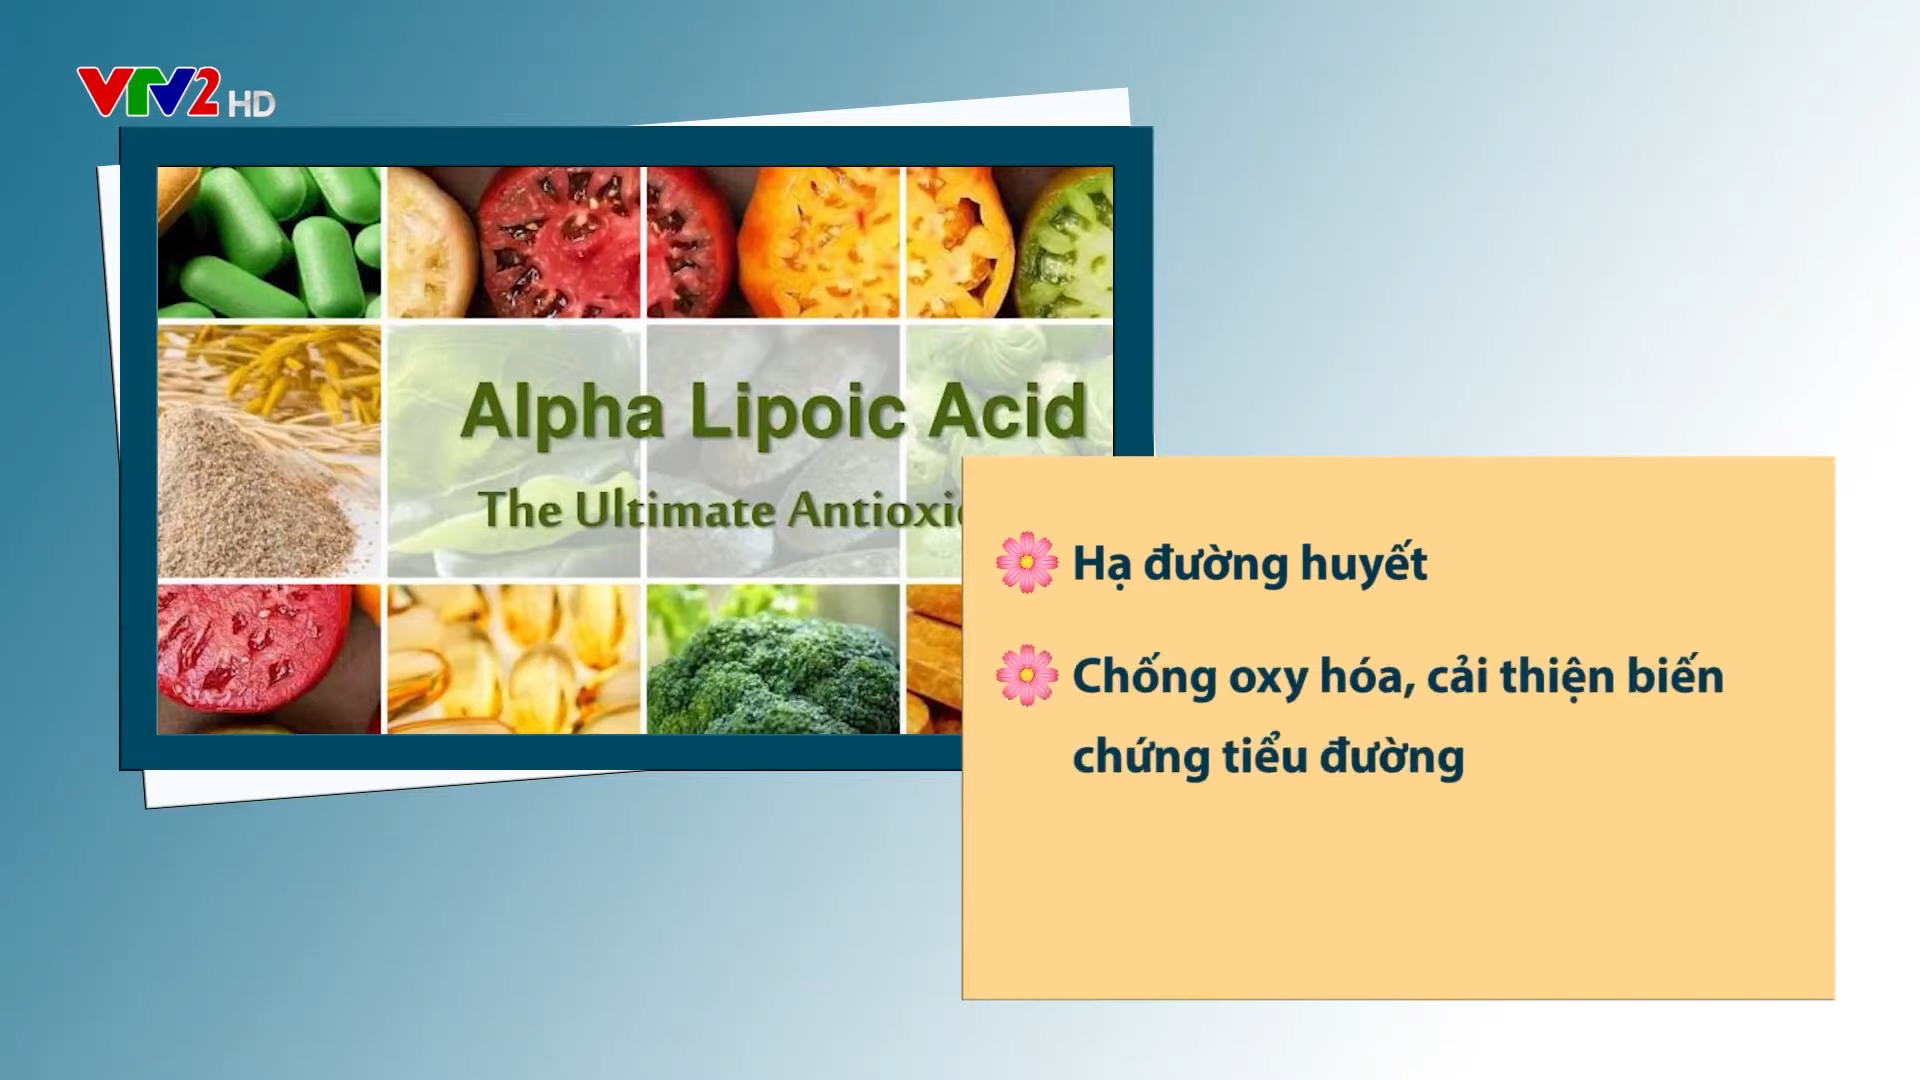 VTV2 HD
Alpha Lipoic Acid
The Ultimate
Hạ đường huyết
Chống oxy hóa, cải thiện biến
chứng tiểu đường